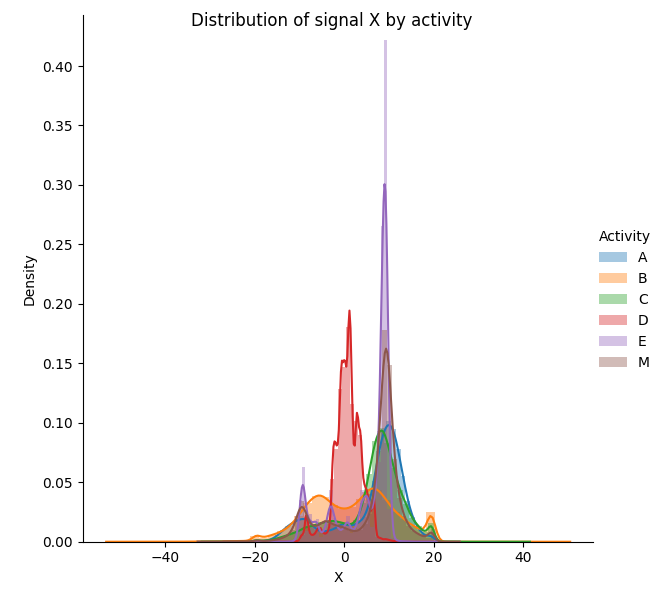 Distribution of signal X by activity
0.40
0.35
0.30
0.25
0.20
0.15
0.10
0.05
0.00
Density
−40
−20
0
20
40
X
Activity
A
B
C
D
E
M